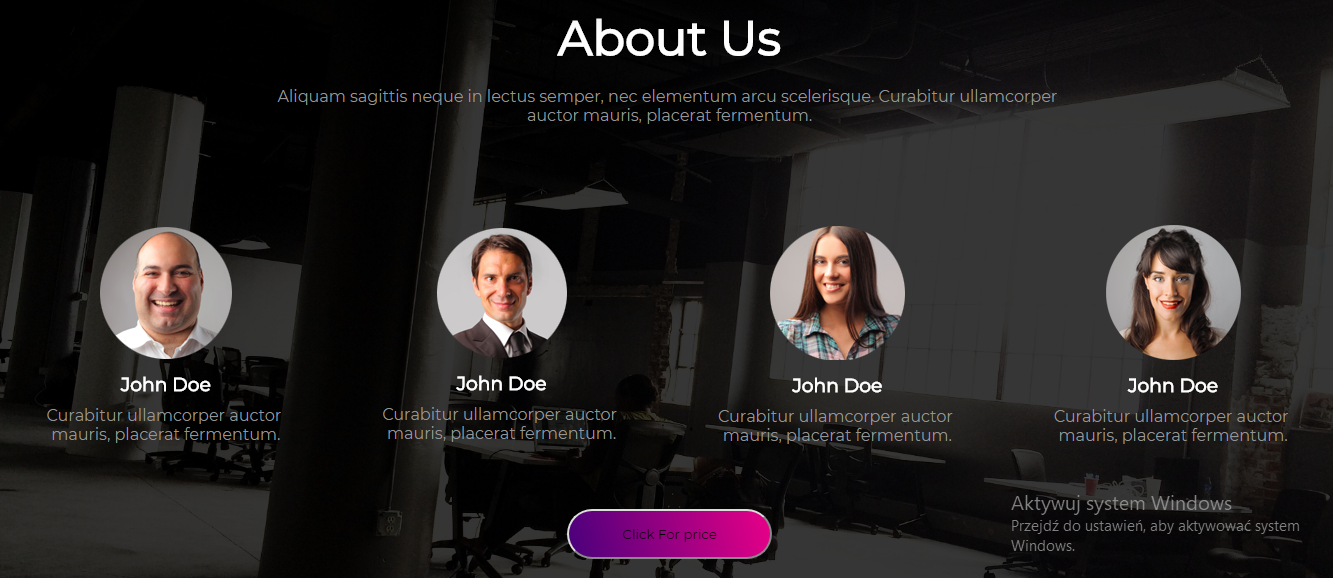 About Us
Aliquam sagittis neque in lectus semper, nec elementum arcu scelerisque. Curabitur ullamcorper
auctor mauris, placerat fermentum.
John Doe
Curabitur ullamcorper auctor
mauris, placerat fermentum.
John Doe
Curabitur ullamcorper auctor
mauris, placerat fermentum.
John Doe
Curabitur ullamcorper auctor
mauris, placerat fermentum.
John Doe
Curabitur ullamcorper auctor
mauris, placerat fermentum.
Click For price
Aktywuj system Windows
Przejdź do ustawień, aby aktywować system
Windows.